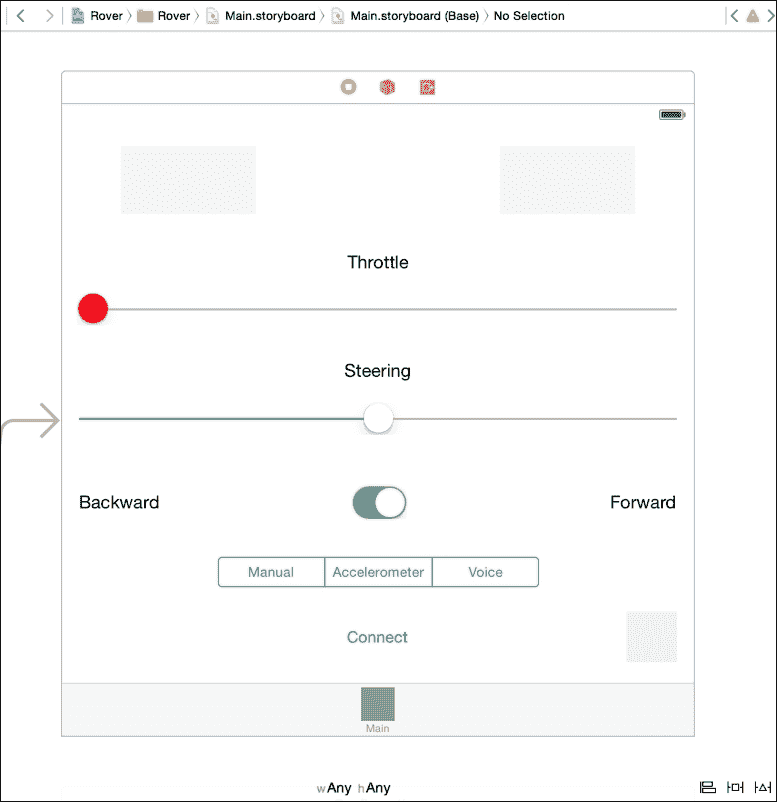 Rover Rover Main.storyboard Main.storyboard (Base) No Selection
Throttle
Steering
Backward Forward
Manual Accelerometer Voice
Connect
Main
wAny hAny